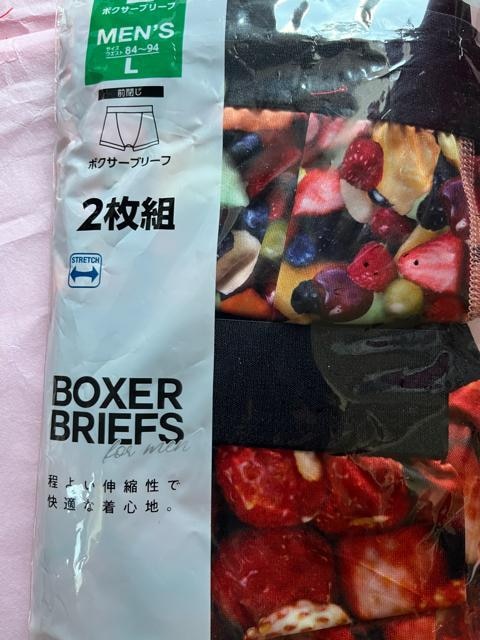 ボクサーブリーフ
MEN'S
サイズ
ウエスト 84〜94
L
前閉じ
ボクサーブリーフ
2枚組
STRETCH
BOXER
BRIEFS
for men
程よい伸縮性で
快適な着心地。